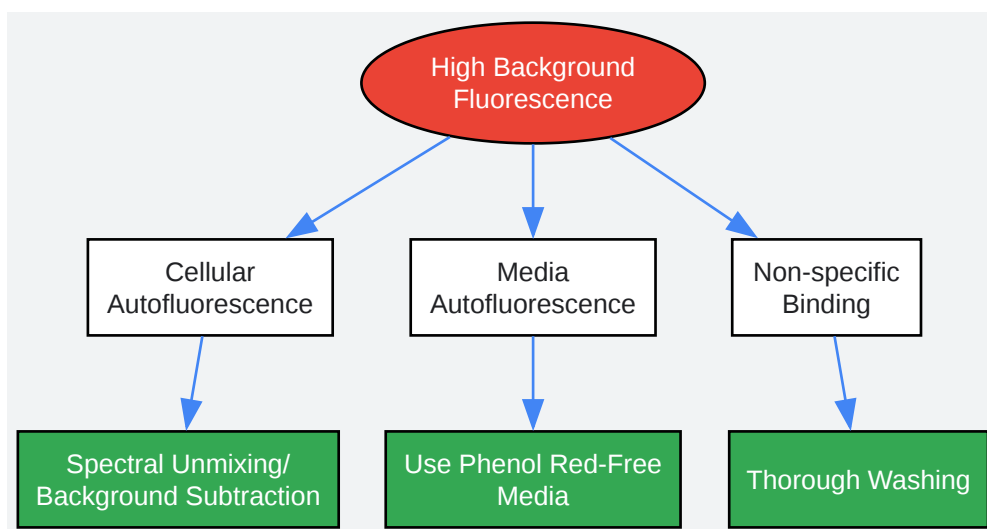 High Background
Fluorescence
Cellular
Autofluorescence
Media
Autofluorescence
Non-specific
Binding
Spectral Unmixing/
Background Subtraction
Use Phenol Red-Free
Media
Thorough Washing